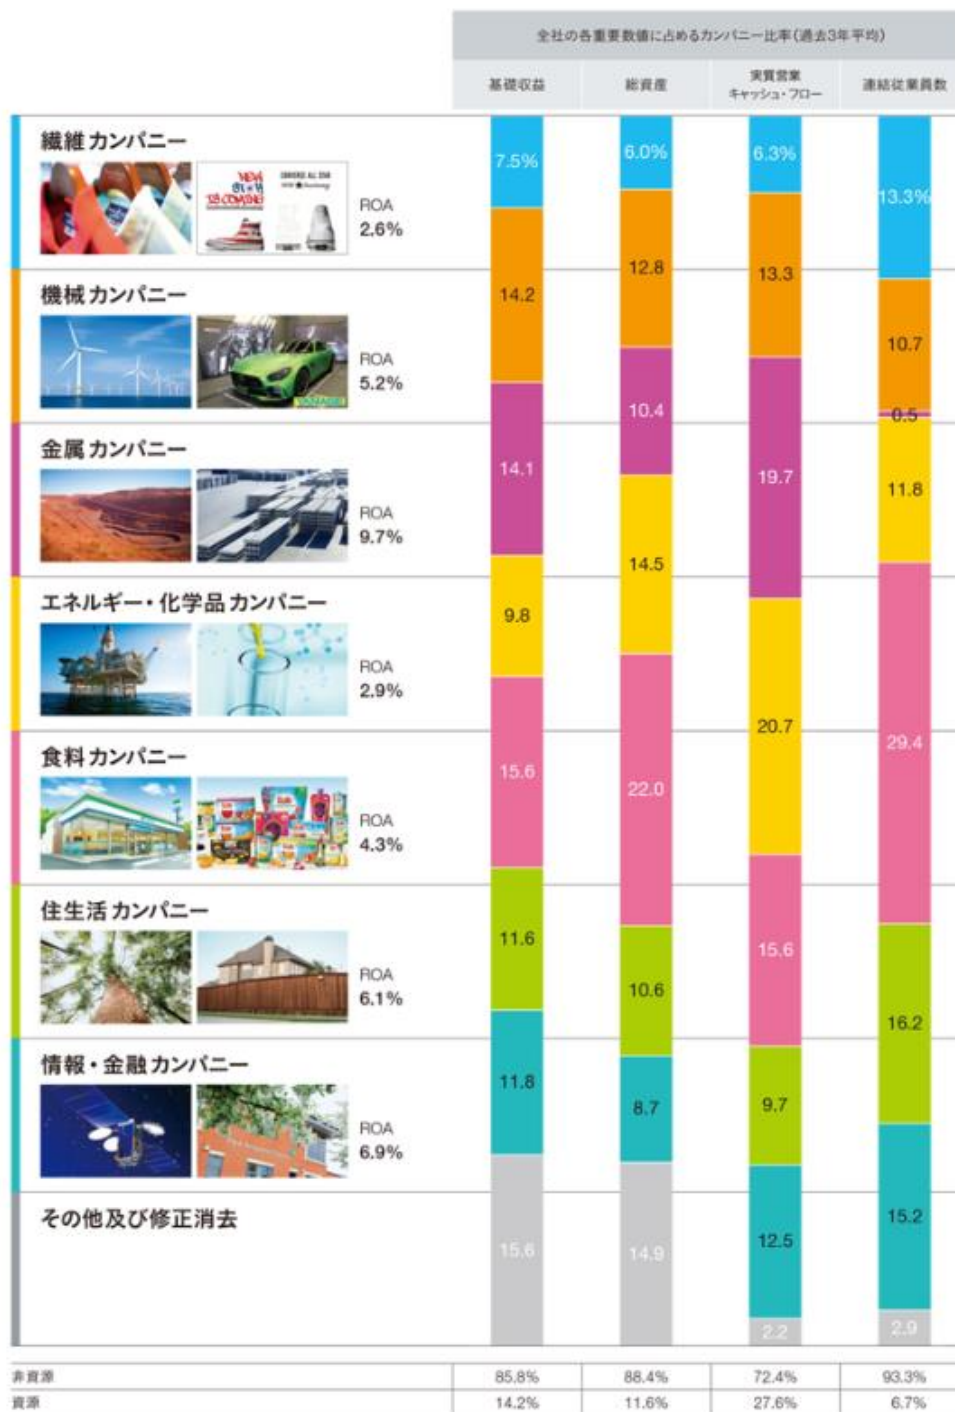 全社の各重要数値に占めるカンパニー比率(過去3年平均)
基礎収益 総資産 実質営業キャッシュ・フロー 連結従業員数
繊維カンパニー
ROA
2.6%
7.5% 6.0% 6.3% 13.3%
機械カンパニー
ROA
5.2%
14.2 12.8 13.3 10.7
金属カンパニー
ROA
9.7%
14.1 10.4 19.7 0.5
エネルギー・化学品カンパニー
ROA
2.9%
9.8 14.5 20.7 11.8
食料カンパニー
ROA
4.3%
15.6 22.0 15.6 29.4
住生活カンパニー
ROA
6.1%
11.6 10.6 9.7 16.2
情報・金融カンパニー
ROA
6.9%
11.8 8.7 12.5 15.2
その他及び修正消去
15.6 14.9 2.2 2.9
非資源 85.8% 88.4% 72.4% 93.3%
資源 14.2% 11.6% 27.6% 6.7%